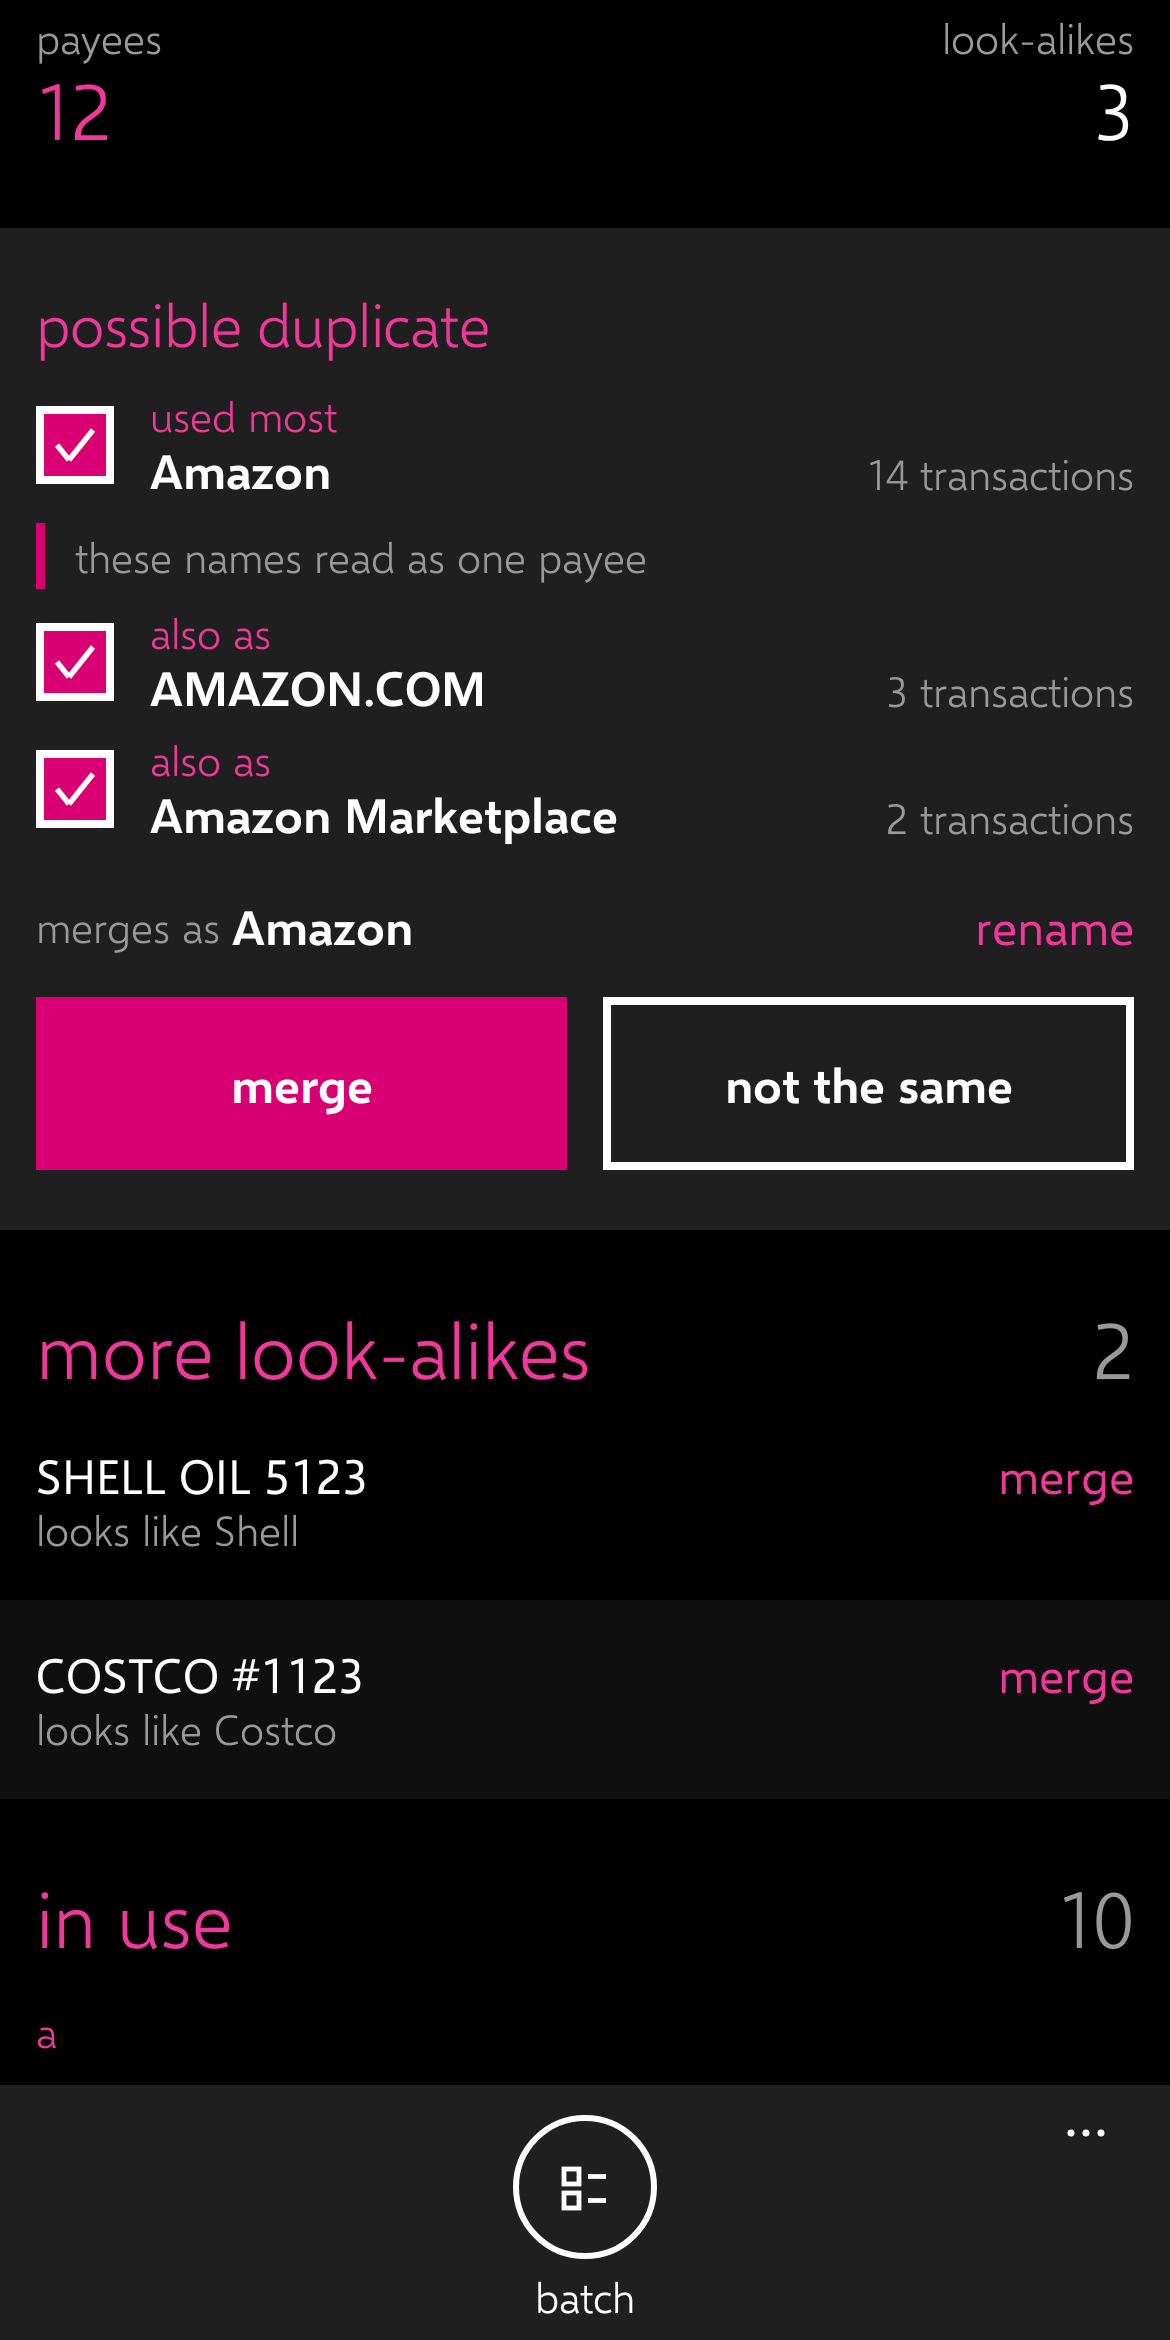 payees
look-alikes
12
3
possible duplicate
used most
Amazon
14 transactions
these names read as one payee
also as
AMAZON.COM
3 transactions
also as
Amazon Marketplace
2 transactions
merges as Amazon
rename
merge
not the same
more look-alikes
2
SHELL OIL 5123
merge
looks like Shell
COSTCO #1123
merge
looks like Costco
in use
10
a
...
batch